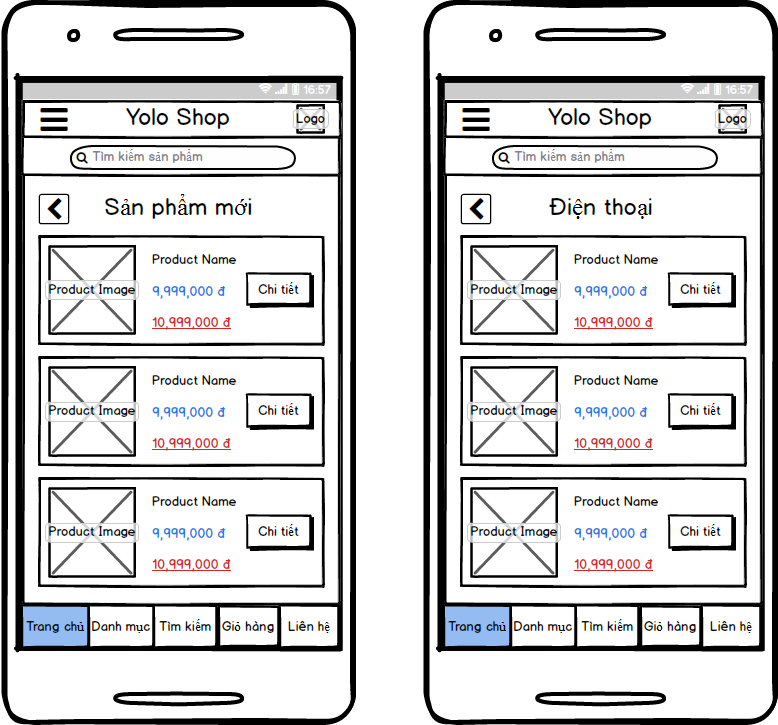 16:57
Yolo Shop
Logo
Tìm kiếm sản phẩm
Sản phẩm mới
Product Image
Product Name
9,999,000 đ
10,999,000 đ
Chi tiết
Product Image
Product Name
9,999,000 đ
10,999,000 đ
Chi tiết
Product Image
Product Name
9,999,000 đ
10,999,000 đ
Chi tiết
Trang chủ
Danh mục
Tìm kiếm
Giỏ hàng
Liên hệ
16:57
Yolo Shop
Logo
Tìm kiếm sản phẩm
Điện thoại
Product Image
Product Name
9,999,000 đ
10,999,000 đ
Chi tiết
Product Image
Product Name
9,999,000 đ
10,999,000 đ
Chi tiết
Product Image
Product Name
9,999,000 đ
10,999,000 đ
Chi tiết
Trang chủ
Danh mục
Tìm kiếm
Giỏ hàng
Liên hệ